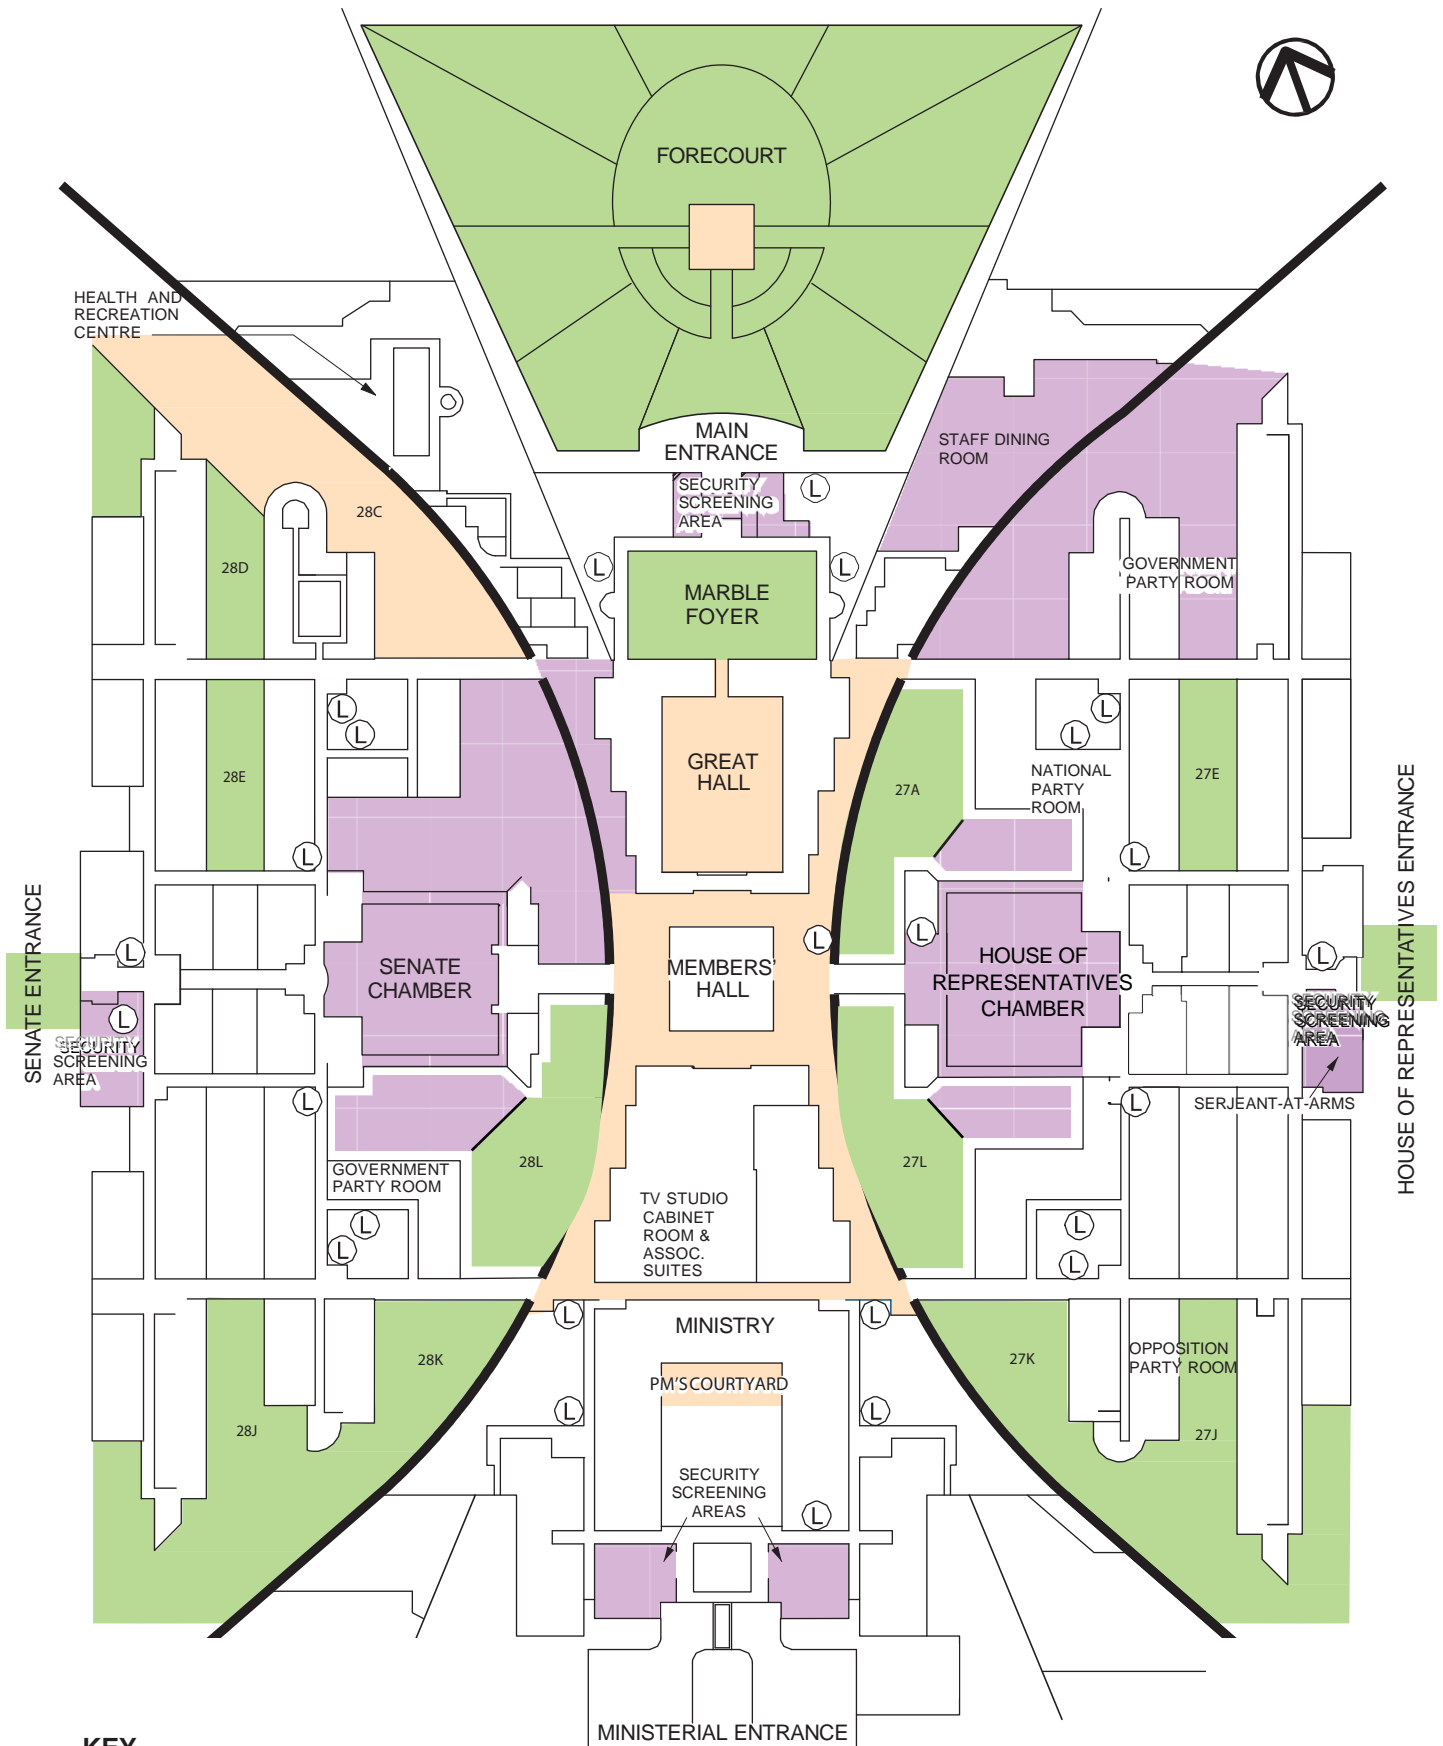 FORECOURT
HEALTH AND
RECREATION
CENTRE
MAIN
ENTRANCE
STAFF DINING
ROOM
SECURITY
SCREENING
AREA
L
28C
L
L
28D
GOVERNMENT
PARTY ROOM
MARBLE
FOYER
L
L
L
L
GREAT
HALL
28E
27A
NATIONAL
PARTY
ROOM
27E
L
L
SENATE ENTRANCE
HOUSE OF REPRESENTATIVES ENTRANCE
L
L
L
L
SENATE
CHAMBER
MEMBERS'
HALL
HOUSE OF
REPRESENTATIVES
CHAMBER
L
SECURITY
SCREENING
AREA
SECURITY
SCREENING
AREA
SERJEANT-AT-ARMS
L
L
28L
27L
GOVERNMENT
PARTY ROOM
TV STUDIO
CABINET
ROOM &
ASSOC.
SUITES
L
L
L
L
L
L
MINISTRY
28K
27K
OPPOSITION
PARTY ROOM
PM'S COURTYARD
L
L
28J
27J
SECURITY
SCREENING
AREAS
L
MINISTERIAL ENTRANCE
KEY